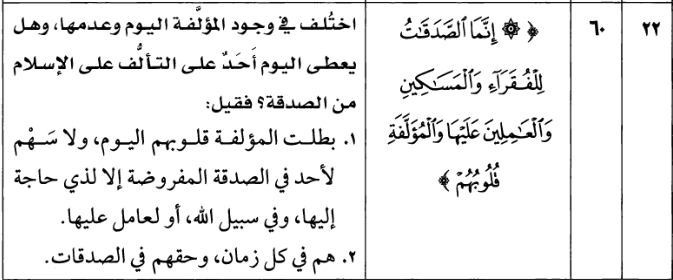 ٢٢
٦٠
﴿ ۞ إِنَّمَا ٱلصَّدَقَٰتُ
لِلْفُقَرَآءِ وَٱلْمَسَٰكِينِ
وَٱلْعَٰمِلِينَ عَلَيْهَا وَٱلْمُؤَلَّفَةِ
قُلُوبُهُمْ ﴾
اختُلف في وجود المؤلَّفة اليوم وعدمها، وهل
يعطى اليوم أَحَدٌ على التألُّف على الإسلام
من الصدقة؟ فقيل:
١. بطلت المؤلفة قلوبهم اليوم، ولا سَهْم
لأحد في الصدقة المفروضة إلا لذي حاجة
إليها، وفي سبيل الله، أو لعامل عليها.
٢. هم في كل زمان، وحقهم في الصدقات.